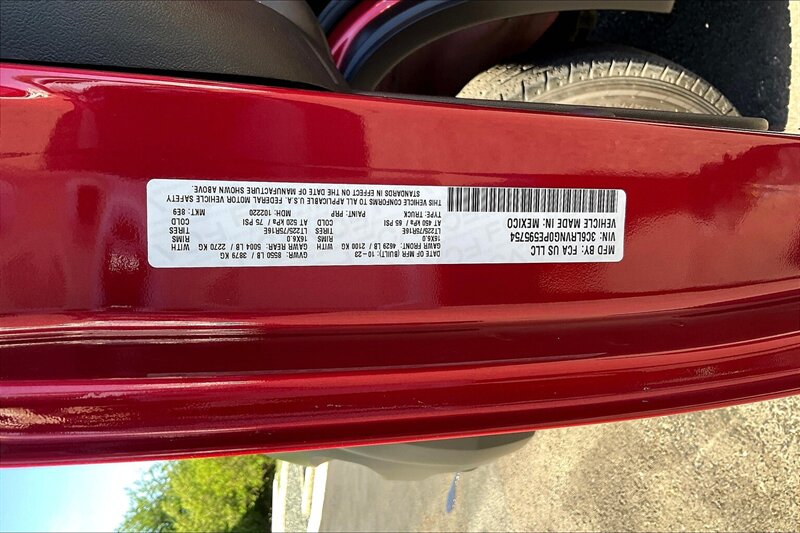 MFD BY: FCA US LLC
DATE OF MFR (BUILT): 10-23
GVWR: 8550 LB / 3879 KG
GAWR FRONT: 4629 LB 2100 KG WITH
GAWR REAR: 5004 LB / 2270 KG WITH
16X6.0 RIMS
16X6.0 RIMS
LT225/75R16E TIRES
LT225/75R16E TIRES
AT 450 kPa / 65 PSI COLD
AT 520 kPa / 75 PSI COLD
VIN: 3C6LRVNG0PE595754
TYPE: TRUCK
PAINT: PRP
MDH: 102220
MKT: 9E9
VEHICLE MADE IN: MEXICO
THIS VEHICLE CONFORMS TO ALL APPLICABLE U.S.A. FEDERAL MOTOR VEHICLE SAFETY
STANDARDS IN EFFECT ON THE DATE OF MANUFACTURE SHOWN ABOVE.